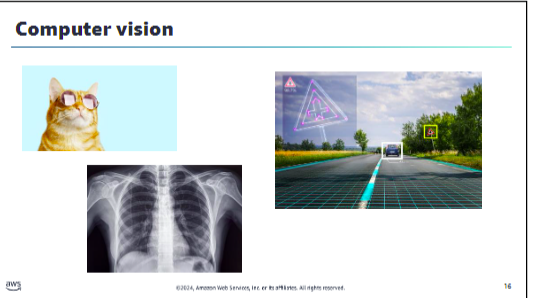 Computer vision
aws
©2024, Amazon Web Services, Inc. or its affiliates. All rights reserved.
16